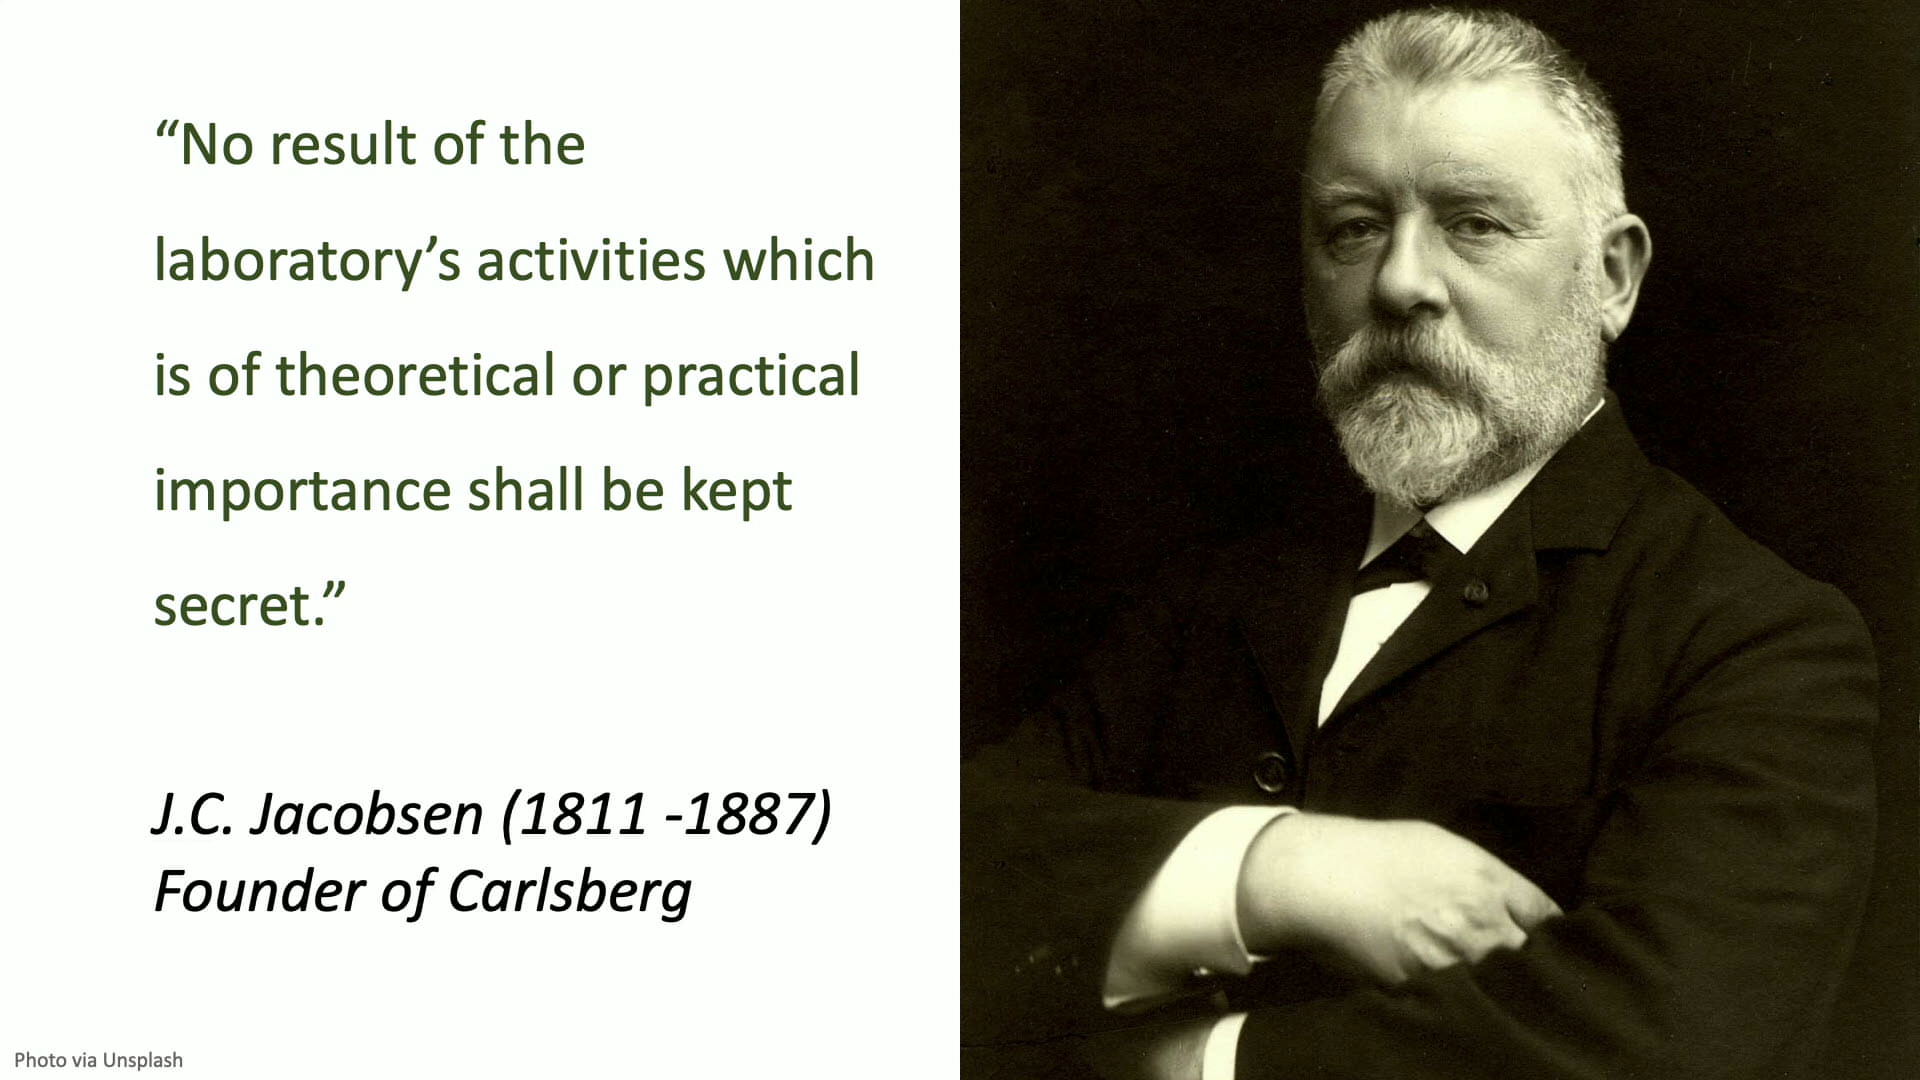 “No result of the
laboratory’s activities which
is of theoretical or practical
importance shall be kept
secret.”
J.C. Jacobsen (1811 -1887)
Founder of Carlsberg
Photo via Unsplash